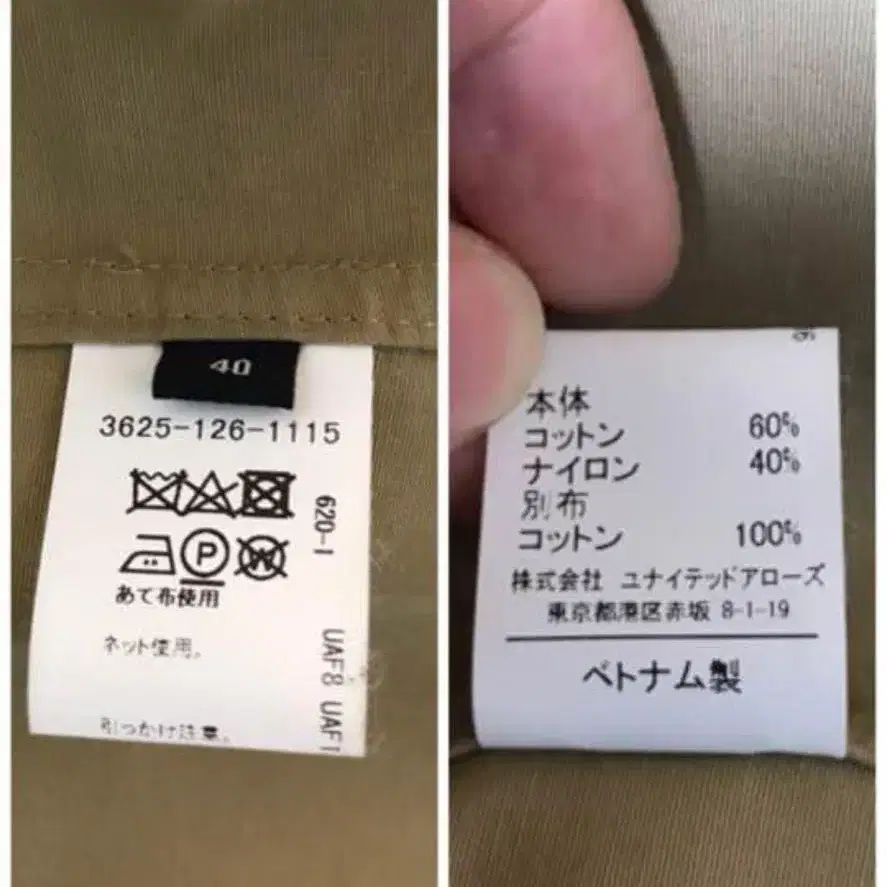 40
3625-126-1115
620-1
P
W
あて布使用
ネット使用。
引っかけ注意。
UAF8 UAF1
本体
コットン 60%
ナイロン 40%
別布
コットン 100%
株式会社 ユナイテッドアローズ
東京都港区赤坂 8-1-19
ベトナム製